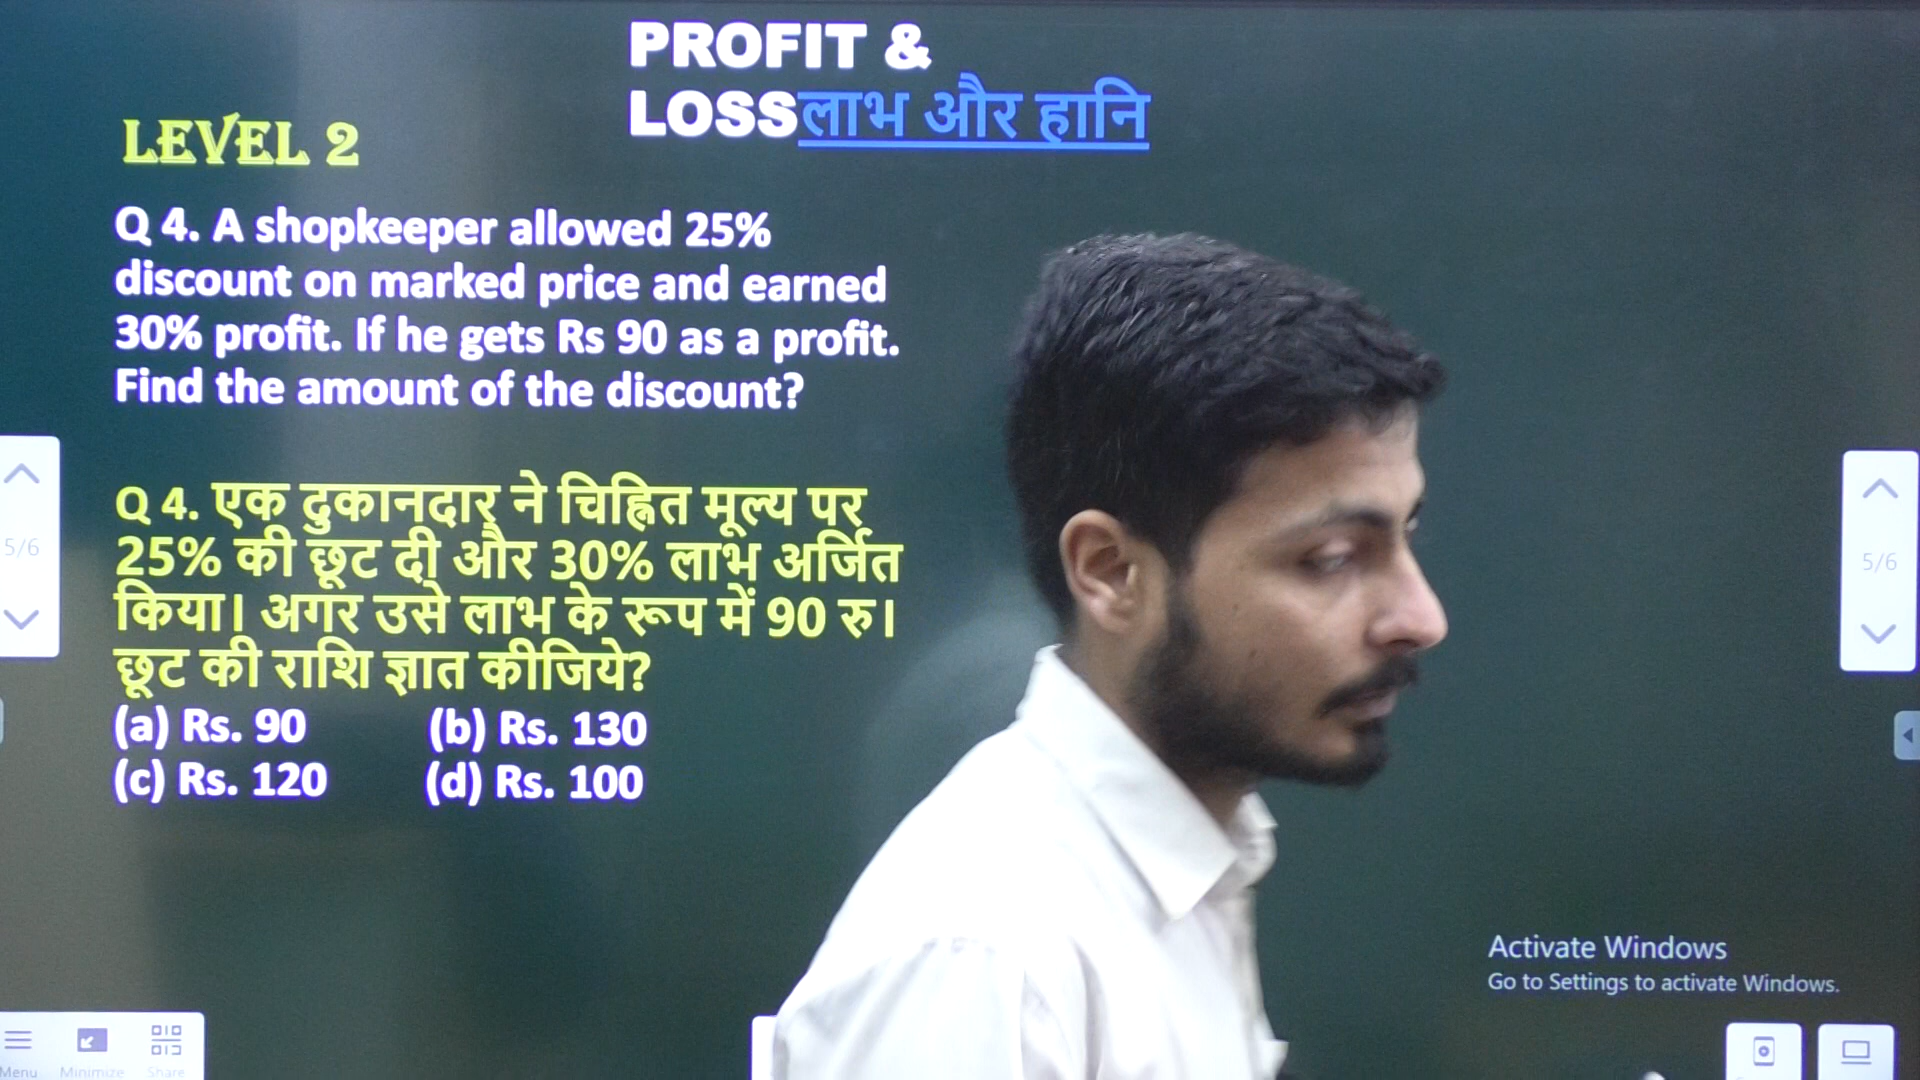 PROFIT &
LOSSलाभ और हानि
LEVEL 2
Q 4. A shopkeeper allowed 25%
discount on marked price and earned
30% profit. If he gets Rs 90 as a profit.
Find the amount of the discount?
Q 4. एक दुकानदार ने चिह्नित मूल्य पर
25% की छूट दी और 30% लाभ अर्जित
किया। अगर उसे लाभ के रूप में 90 रु।
छूट की राशि ज्ञात कीजिये?
(a) Rs. 90 (b) Rs. 130
(c) Rs. 120 (d) Rs. 100
5/6
5/6
Activate Windows
Go to Settings to activate Windows.
Menu Minimize Share